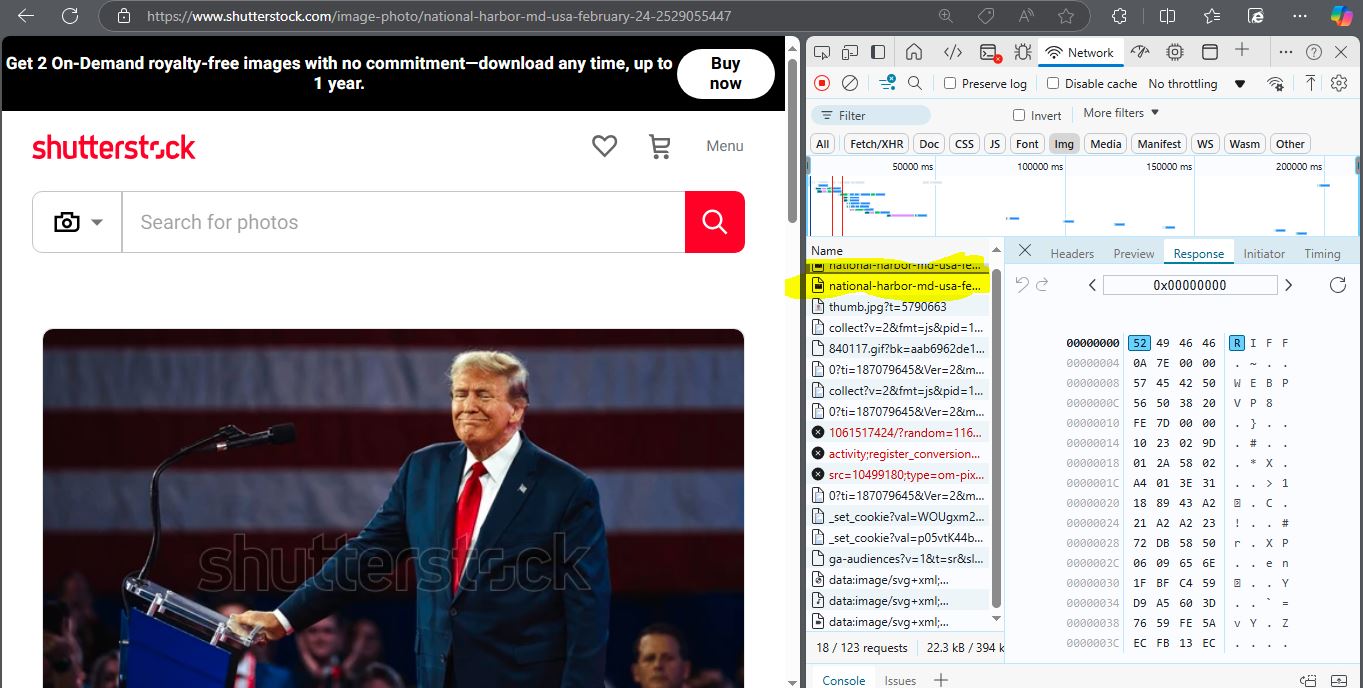 https://www.shutterstock.com/image-photo/national-harbor-md-usa-february-24-2529055447
Get 2 On-Demand royalty-free images with no commitment—download any time, up to
1 year.
Buy
now
shutterstock
Menu
Search for photos
shutterstock
Network
Preserve log
Disable cache
No throttling
Filter
Invert
More filters
All
Fetch/XHR
Doc
CSS
JS
Font
Img
Media
Manifest
WS
Wasm
Other
50000 ms
100000 ms
150000 ms
200000 ms
Name
national-harbor-md-usa-fe...
national-harbor-md-usa-fe...
thumb.jpg?t=5790663
collect?v=2&fmt=js&pid=1...
840117.gif?bk=aab6962de1...
0?ti=187079645&Ver=2&m...
collect?v=2&fmt=js&pid=1...
0?ti=187079645&Ver=2&m...
1061517424/?random=116...
activity;register_conversion...
src=10499180;type=om-pix...
0?ti=187079645&Ver=2&m...
_set_cookie?val=WOUgxm2...
_set_cookie?val=p05vtK44b...
ga-audiences?v=1&t=sr&sl...
data:image/svg+xml;...
data:image/svg+xml;...
data:image/svg+xml;...
18 / 123 requests
22.3 kB / 394 k
Headers
Preview
Response
Initiator
Timing
0x00000000
00000000 52 49 46 46 R I F F
00000004 0A 7E 00 00 . ~ . .
00000008 57 45 42 50 W E B P
0000000C 56 50 38 20 V P 8
00000010 FE 7D 00 00 . } . .
00000014 10 23 02 9D . # . .
00000018 01 2A 58 02 . * X .
0000001C A4 01 3E 31 . . > 1
00000020 18 89 43 A2 . C .
00000024 21 A2 A2 23 ! . . #
00000028 72 DB 58 50 r . X P
0000002C 06 09 65 6E . . e n
00000030 1F BF C4 59 . . Y
00000034 D9 A5 60 3D . . ` =
00000038 76 59 FE 5A v Y . Z
0000003C EC FB 13 EC . . . .
Console
Issues